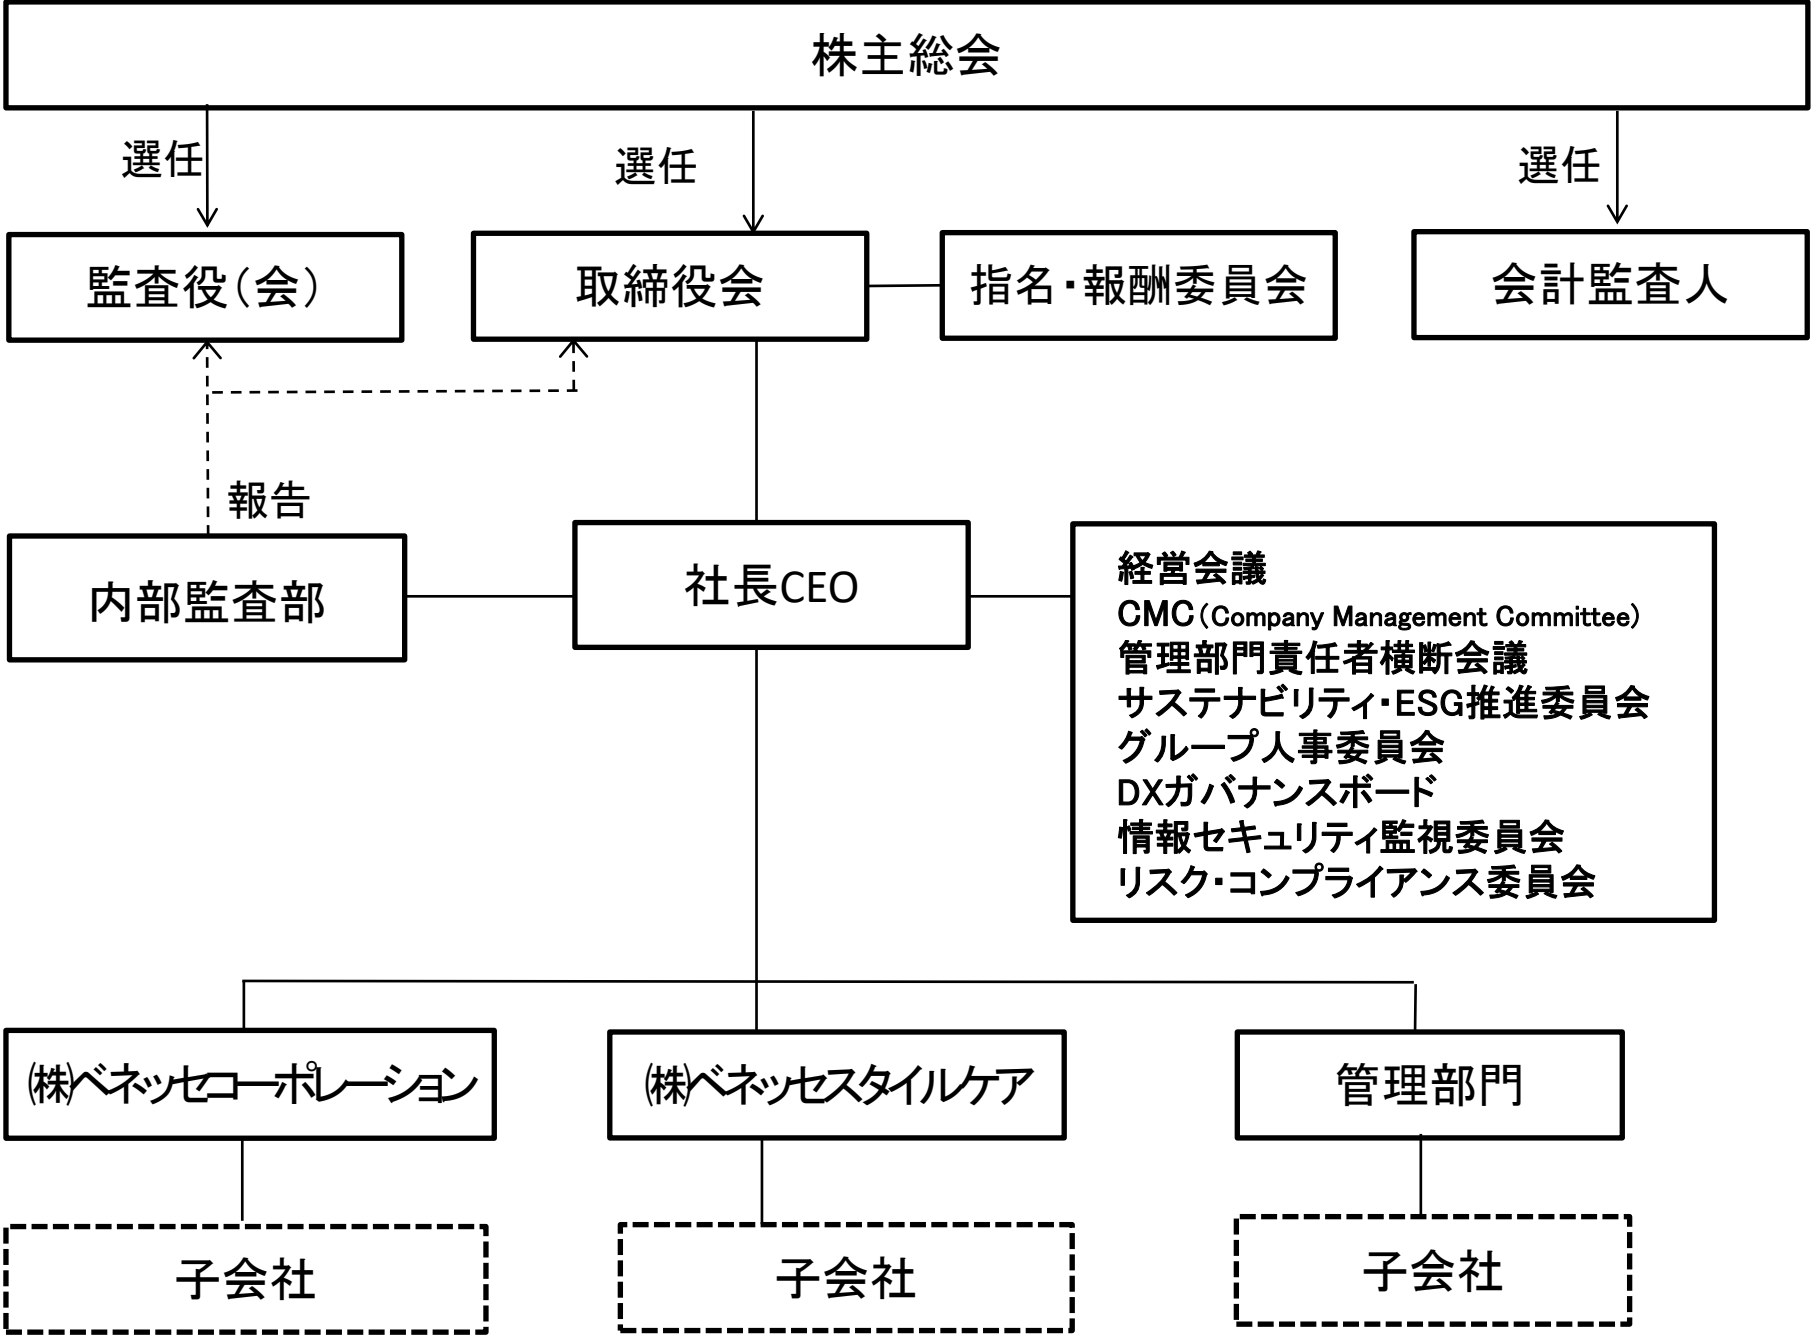 株主総会
選任
選任
選任
監査役（会）
取締役会
指名・報酬委員会
会計監査人
報告
内部監査部
社長CEO
経営会議
CMC（Company Management Committee）
管理部門責任者横断会議
サステナビリティ・ESG推進委員会
グループ人事委員会
DXガバナンスボード
情報セキュリティ監視委員会
リスク・コンプライアンス委員会
㈱ベネッセコーポレーション
㈱ベネッセスタイルケア
管理部門
子会社
子会社
子会社